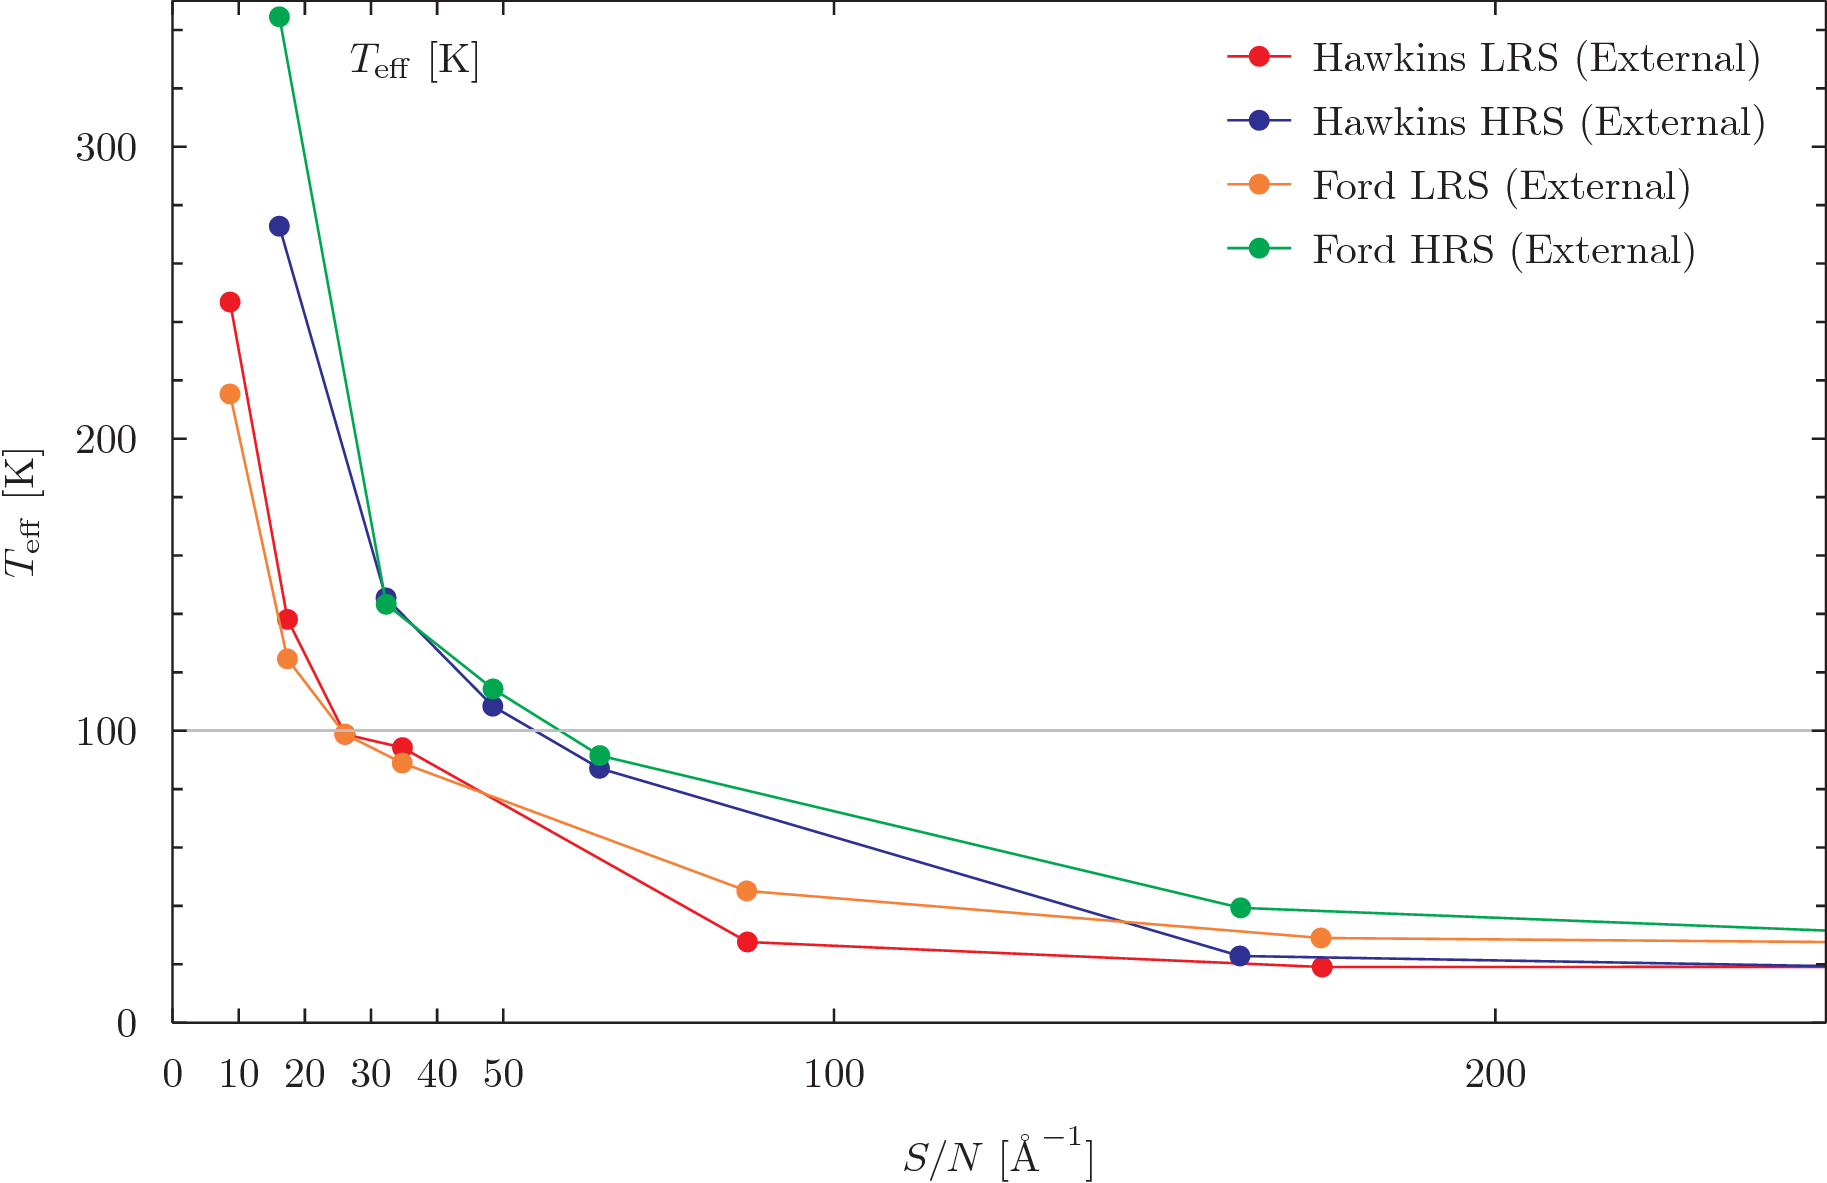 T_eff [K]
Hawkins LRS (External)
Hawkins HRS (External)
Ford LRS (External)
Ford HRS (External)
300
200
100
0
T_eff [K]
0 10 20 30 40 50 100 200
S/N [Å⁻¹]